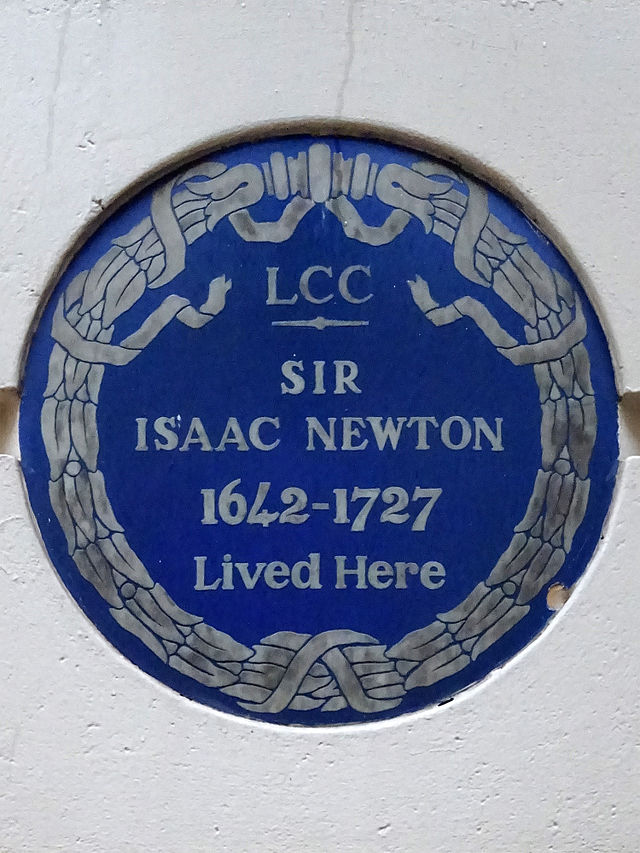 LCC
SIR
ISAAC NEWTON
1642-1727
Lived Here